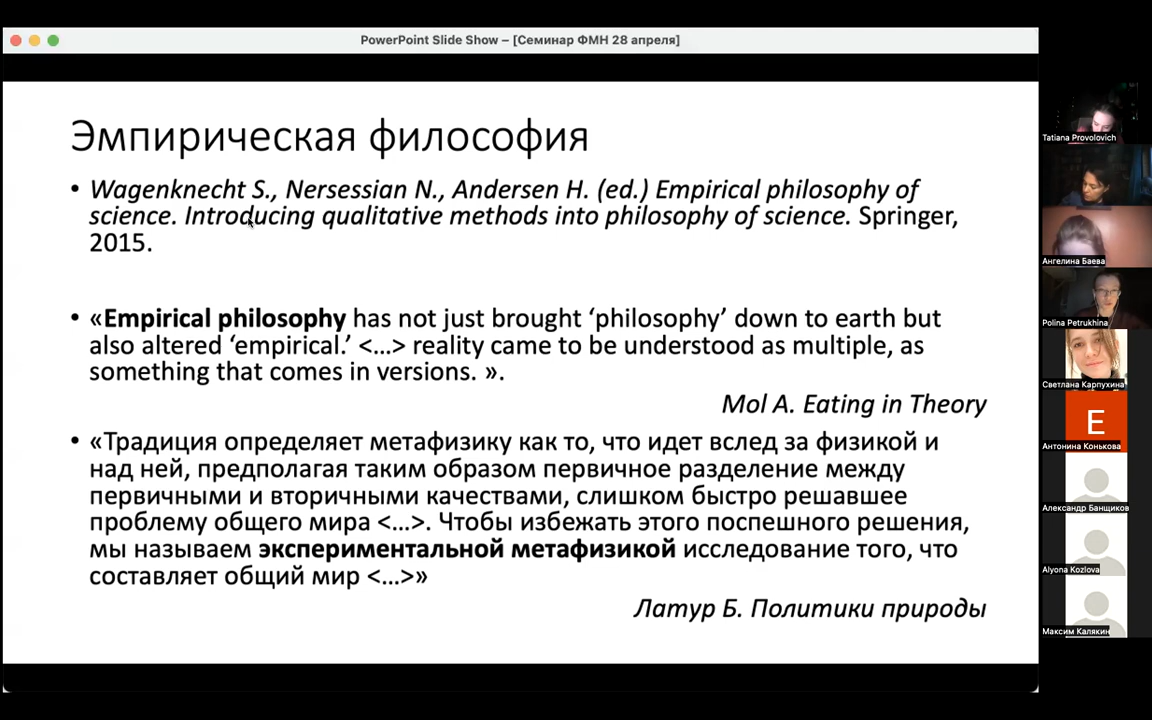 PowerPoint Slide Show – [Семинар ФМН 28 апреля]
Эмпирическая философия
• Wagenknecht S., Nersessian N., Andersen H. (ed.) Empirical philosophy of
science. Introducing qualitative methods into philosophy of science. Springer,
2015.
• «Empirical philosophy has not just brought ‘philosophy’ down to earth but
also altered ‘empirical.’ <…> reality came to be understood as multiple, as
something that comes in versions. ».
Mol A. Eating in Theory
• «Традиция определяет метафизику как то, что идет вслед за физикой и
над ней, предполагая таким образом первичное разделение между
первичными и вторичными качествами, слишком быстро решавшее
проблему общего мира <…>. Чтобы избежать этого поспешного решения,
мы называем экспериментальной метафизикой исследование того, что
составляет общий мир <…>»
Латур Б. Политики природы
Tatiana Provolovich
Ангелина Баева
Polina Petrukhina
Светлана Карпухина
E
Антонина Конькова
Александр Банщиков
Alyona Kozlova
Максим Калякин